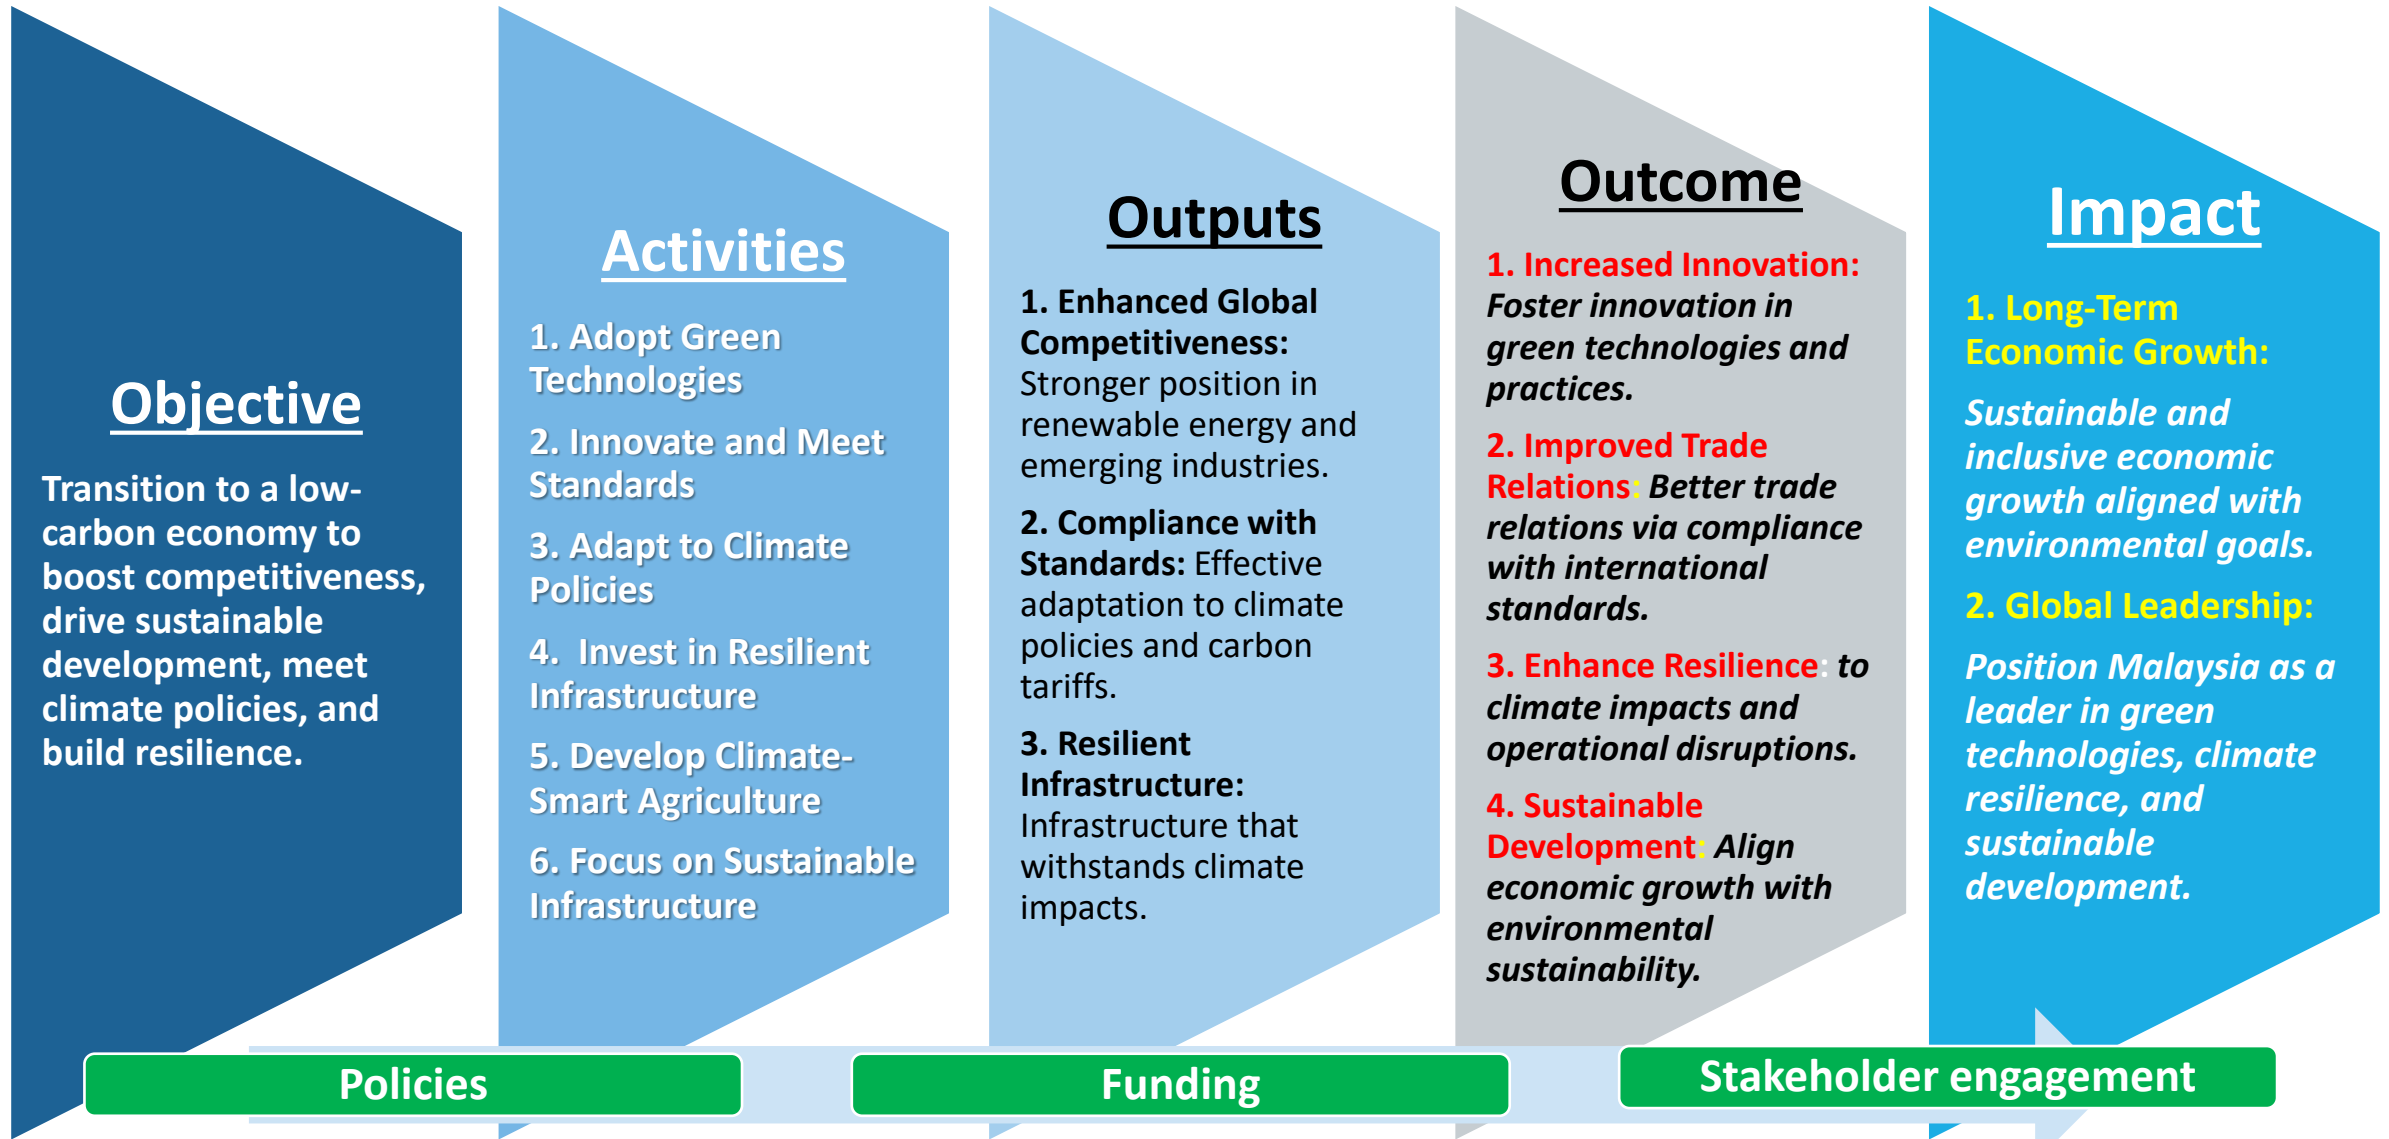 Objective
Transition to a low-
carbon economy to
boost competitiveness,
drive sustainable
development, meet
climate policies, and
build resilience.
Activities
1. Adopt Green
Technologies
2. Innovate and Meet
Standards
3. Adapt to Climate
Policies
4. Invest in Resilient
Infrastructure
5. Develop Climate-
Smart Agriculture
6. Focus on Sustainable
Infrastructure
Outputs
1. Enhanced Global
Competitiveness:
Stronger position in
renewable energy and
emerging industries.
2. Compliance with
Standards: Effective
adaptation to climate
policies and carbon
tariffs.
3. Resilient
Infrastructure:
Infrastructure that
withstands climate
impacts.
Outcome
1. Increased Innovation:
Foster innovation in
green technologies and
practices.
2. Improved Trade
Relations: Better trade
relations via compliance
with international
standards.
3. Enhance Resilience: to
climate impacts and
operational disruptions.
4. Sustainable
Development: Align
economic growth with
environmental
sustainability.
Impact
1. Long-Term
Economic Growth:
Sustainable and
inclusive economic
growth aligned with
environmental goals.
2. Global Leadership:
Position Malaysia as a
leader in green
technologies, climate
resilience, and
sustainable
development.
Policies
Funding
Stakeholder engagement